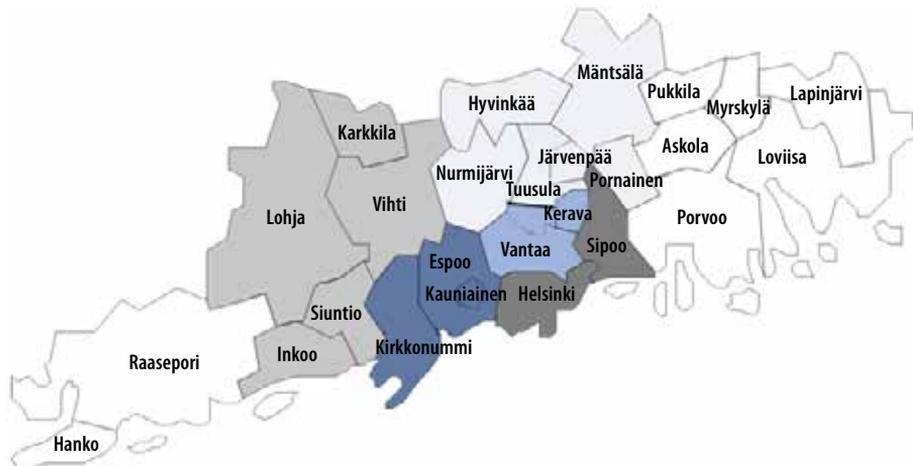 Mäntsälä
Pukkila
Lapinjärvi
Hyvinkää
Myrskylä
Karkkila
Askola
Järvenpää
Loviisa
Nurmijärvi
Pornainen
Tuusula
Vihti
Lohja
Kerava
Porvoo
Sipoo
Vantaa
Espoo
Kauniainen
Helsinki
Siuntio
Kirkkonummi
Inkoo
Raasepori
Hanko